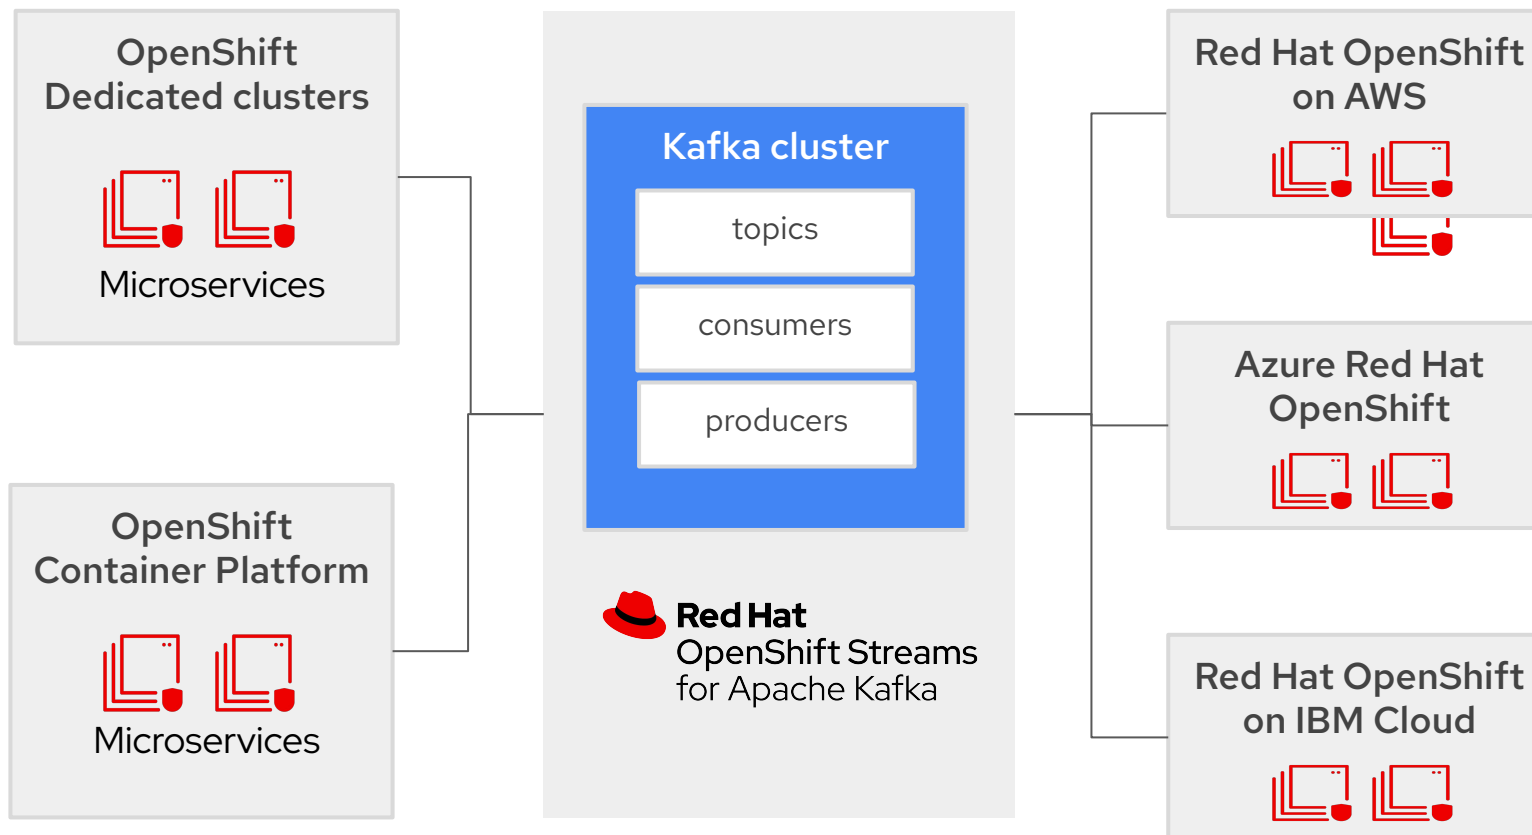 OpenShift
Dedicated clusters
Microservices
OpenShift
Container Platform
Microservices
Kafka cluster
topics
consumers
producers
Red Hat
OpenShift Streams
for Apache Kafka
Red Hat OpenShift
on AWS
Azure Red Hat
OpenShift
Red Hat OpenShift
on IBM Cloud